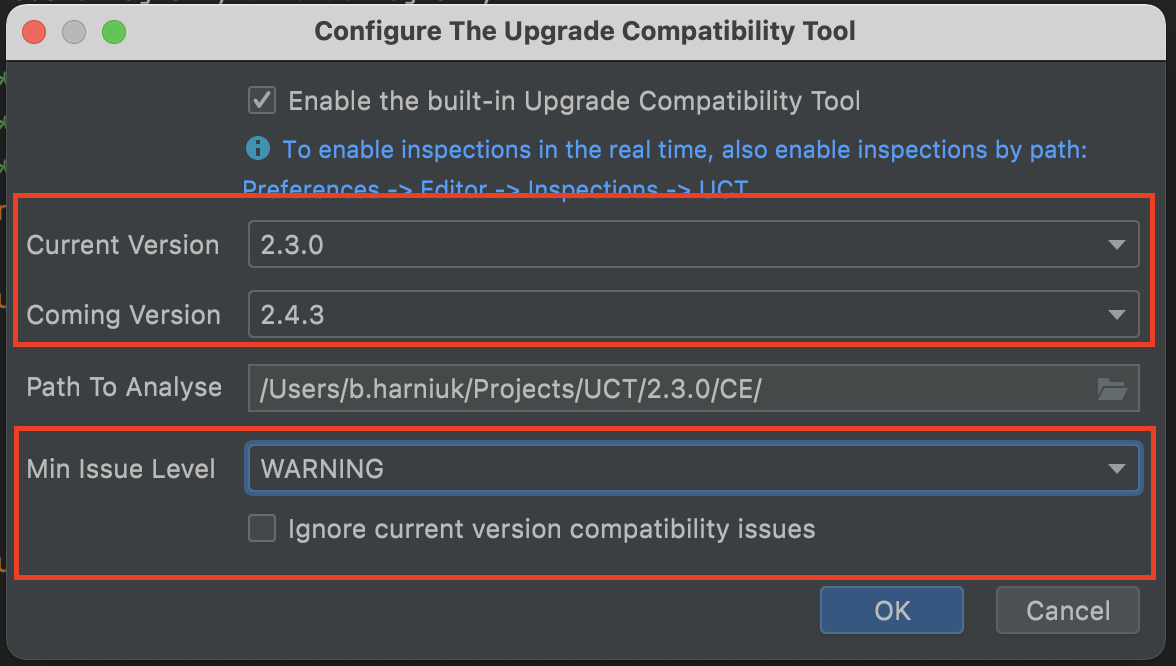 Configure The Upgrade Compatibility Tool
Enable the built-in Upgrade Compatibility Tool
To enable inspections in the real time, also enable inspections by path:
Preferences -> Editor -> Inspections -> UCT
Current Version 2.3.0
Coming Version 2.4.3
Path To Analyse /Users/b.harniuk/Projects/UCT/2.3.0/CE/
Min Issue Level WARNING
Ignore current version compatibility issues
OK Cancel